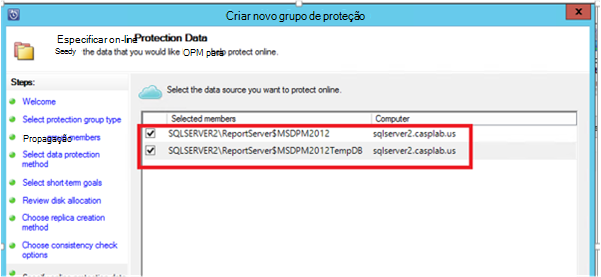 Criar novo grupo de proteção
x
Especificar on-line Protection Data
Seedy the data that you would like OPM para help protect online.
Steps:
Welcome
Select protection group type
Propagação members
Select data protection method
Select short-term goals
Review disk allocation
Choose replica creation method
Choose consistency check options
Select the data source you want to protect online.
Selected members Computer
SQLSERVER2\ReportServer$MSDPM2012 sqlserver2.casplab.us
SQLSERVER2\ReportServer$MSDPM2012TempDB sqlserver2.casplab.us